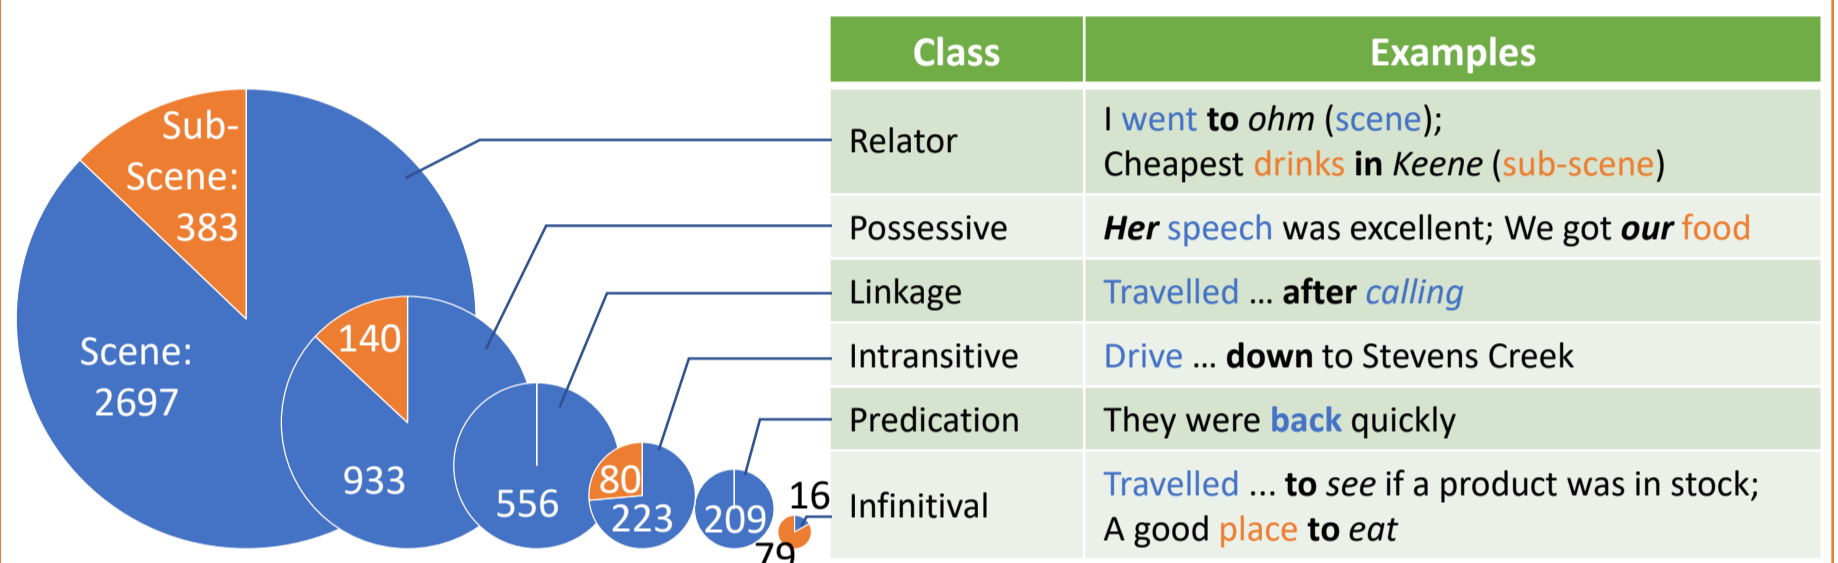 Sub-
Scene:
383
Scene:
2697
140
933
556
80
223
209
16
79
Class Examples
Relator
I went to ohm (scene);
Cheapest drinks in Keene (sub-scene)
Possessive
Her speech was excellent; We got our food
Linkage
Travelled ... after calling
Intransitive
Drive ... down to Stevens Creek
Predication
They were back quickly
Infinitival
Travelled ... to see if a product was in stock;
A good place to eat